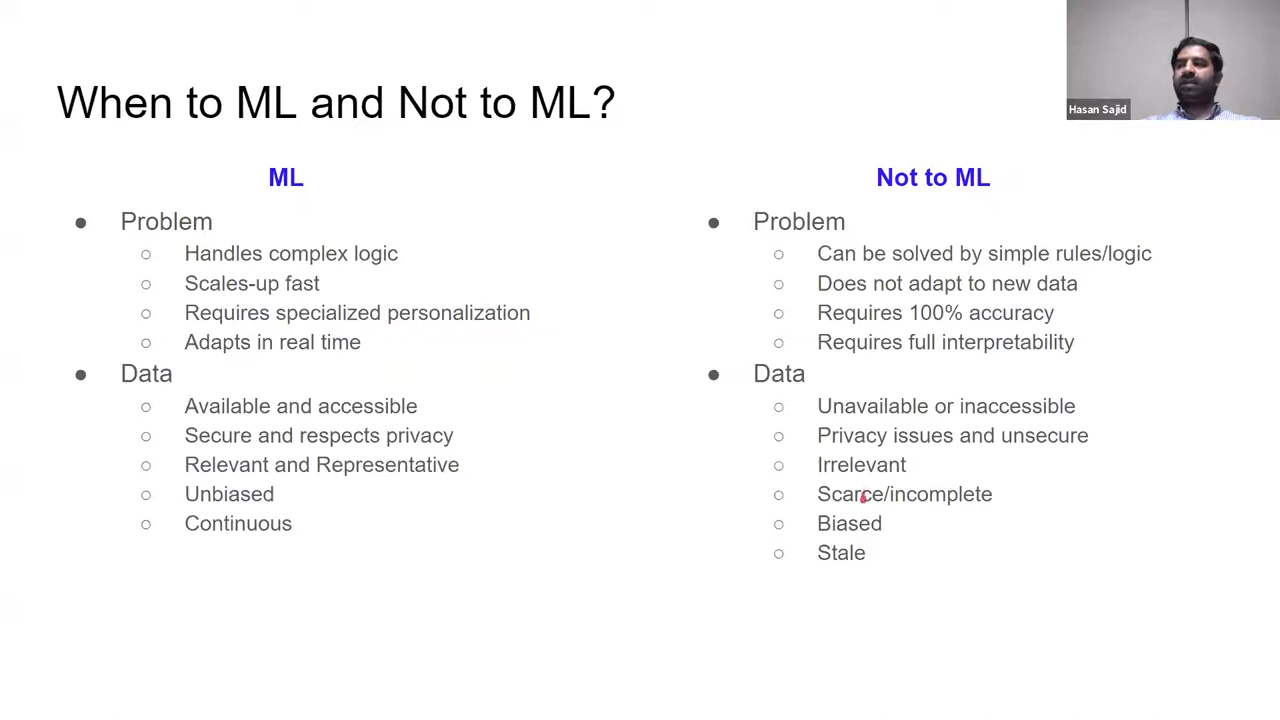 When to ML and Not to ML?
Hasan Sajid
ML
● Problem
○ Handles complex logic
○ Scales-up fast
○ Requires specialized personalization
○ Adapts in real time
● Data
○ Available and accessible
○ Secure and respects privacy
○ Relevant and Representative
○ Unbiased
○ Continuous
Not to ML
● Problem
○ Can be solved by simple rules/logic
○ Does not adapt to new data
○ Requires 100% accuracy
○ Requires full interpretability
● Data
○ Unavailable or inaccessible
○ Privacy issues and unsecure
○ Irrelevant
○ Scarce/incomplete
○ Biased
○ Stale